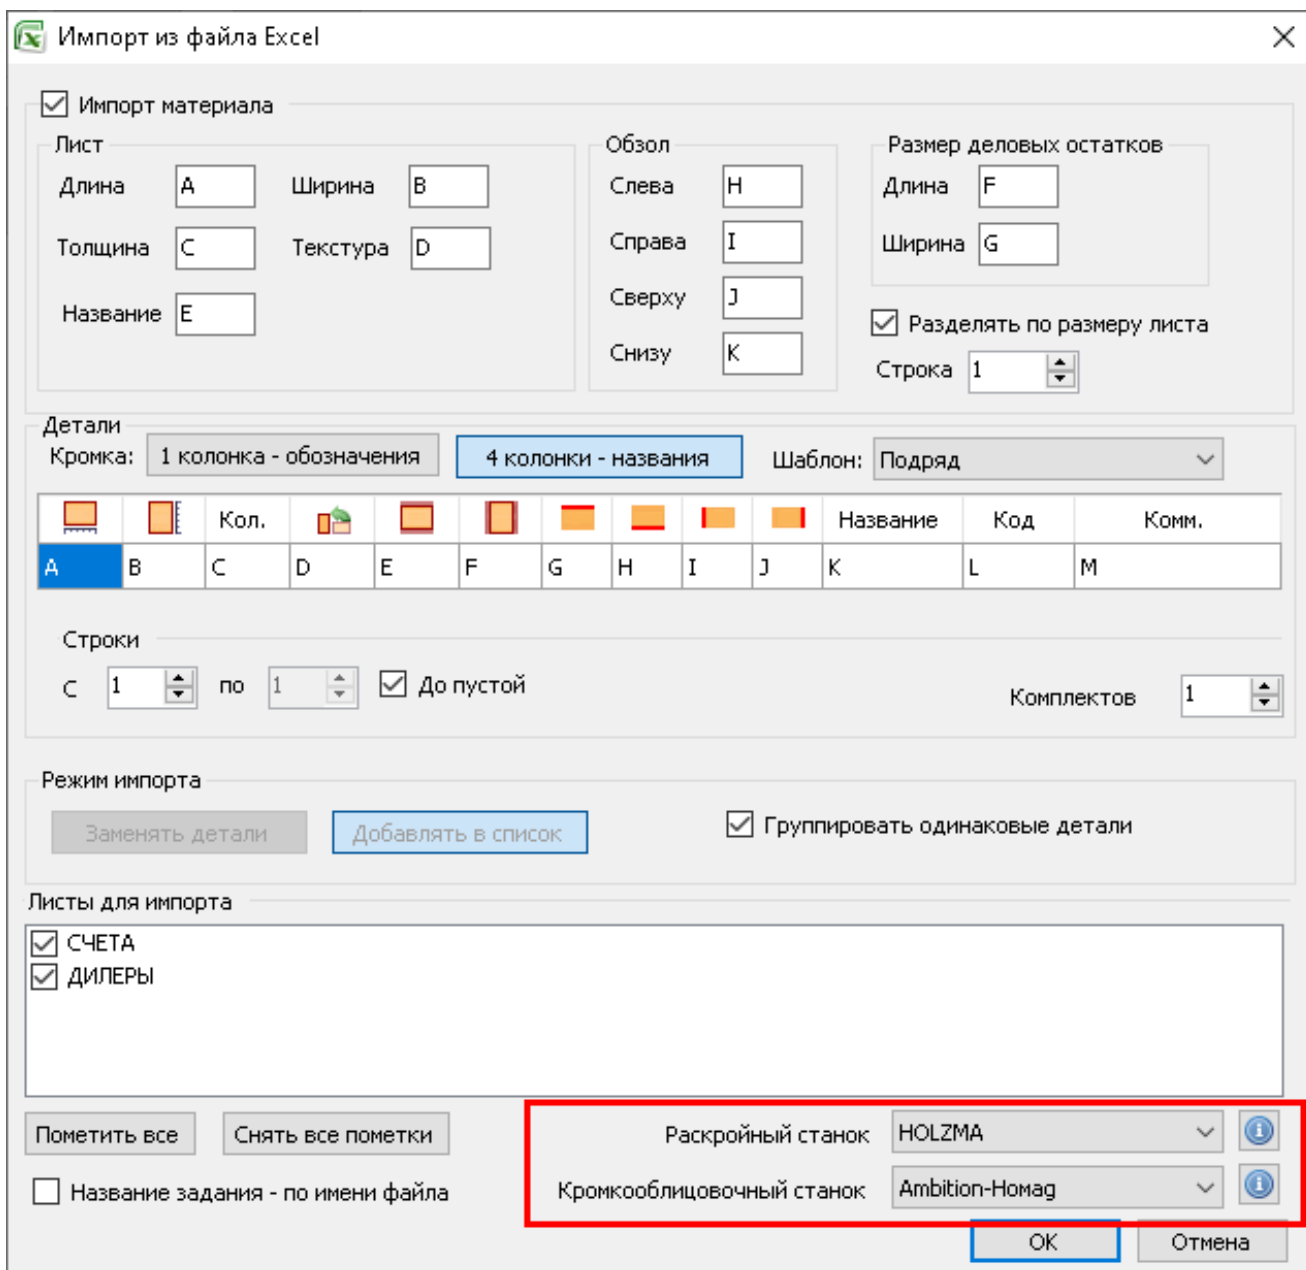 Импорт из файла Excel
Импорт материала
Лист
Обзол
Размер деловых остатков
Длина A Ширина B Слева H Длина F
Толщина C Текстура D Справа I Ширина G
Название E Сверху J Разделять по размеру листа
Снизу K Строка 1
Детали
Кромка: 1 колонка - обозначения 4 колонки - названия Шаблон: Подряд
Кол. Название Код Комм.
A B C D E F G H I J K L M
Строки
С 1 по 1 До пустой Комплектов 1
Режим импорта
Заменять детали Добавлять в список Группировать одинаковые детали
Листы для импорта
СЧЕТА
ДИЛЕРЫ
Пометить все Снять все пометки Раскройный станок HOLZMA
Название задания - по имени файла Кромкооблицовочный станок Ambition-Homag
OK Отмена